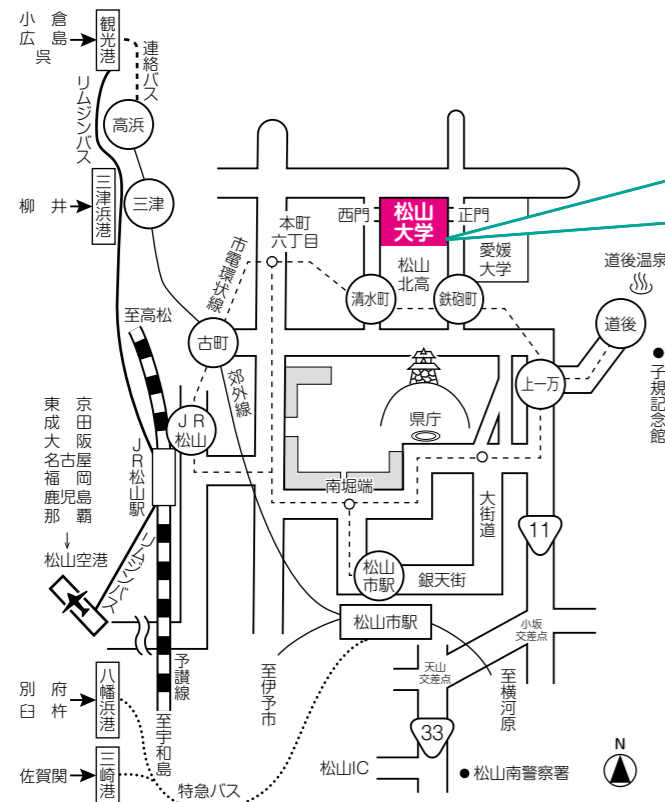 小倉
広島
呉
観光港
連絡バス
リムジンバス
高浜
柳井
三津浜港
三津
本町
六丁目
西門
松山
大学
正門
松山
北高
愛媛
大学
道後温泉
市電環状線
清水町
鉄砲町
道後
至高松
古町
上一万
子規記念館
郊外線
県庁
JR
松山
東京
成田
大阪
名古屋
福岡
鹿児島
那覇
JR松山駅
南堀端
大街道
11
松山空港
リムジンバス
松山
市駅
銀天街
松山市駅
小坂
交差点
天山
交差点
予讃線
至伊予市
至横河原
別府
臼杵
八幡浜港
至宇和島
33
佐賀関
三崎港
特急バス
松山IC
松山南警察署
N